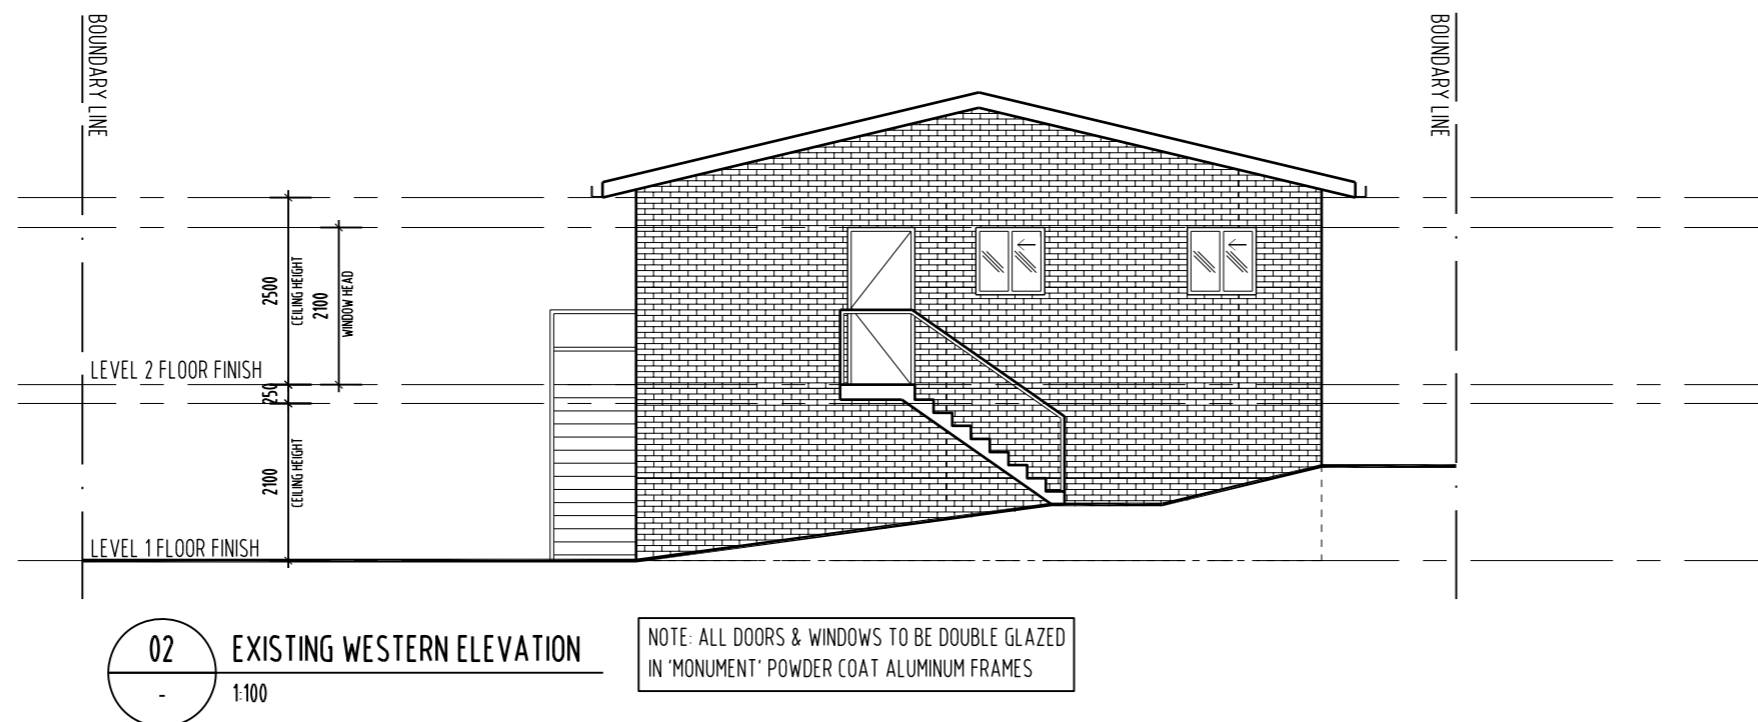 BOUNDARY LINE
BOUNDARY LINE
2500
CEILING HEIGHT
2100
WINDOW HEAD
LEVEL 2 FLOOR FINISH
250
2100
CEILING HEIGHT
LEVEL 1 FLOOR FINISH
02
-
EXISTING WESTERN ELEVATION
1:100
NOTE: ALL DOORS & WINDOWS TO BE DOUBLE GLAZED
IN 'MONUMENT' POWDER COAT ALUMINUM FRAMES